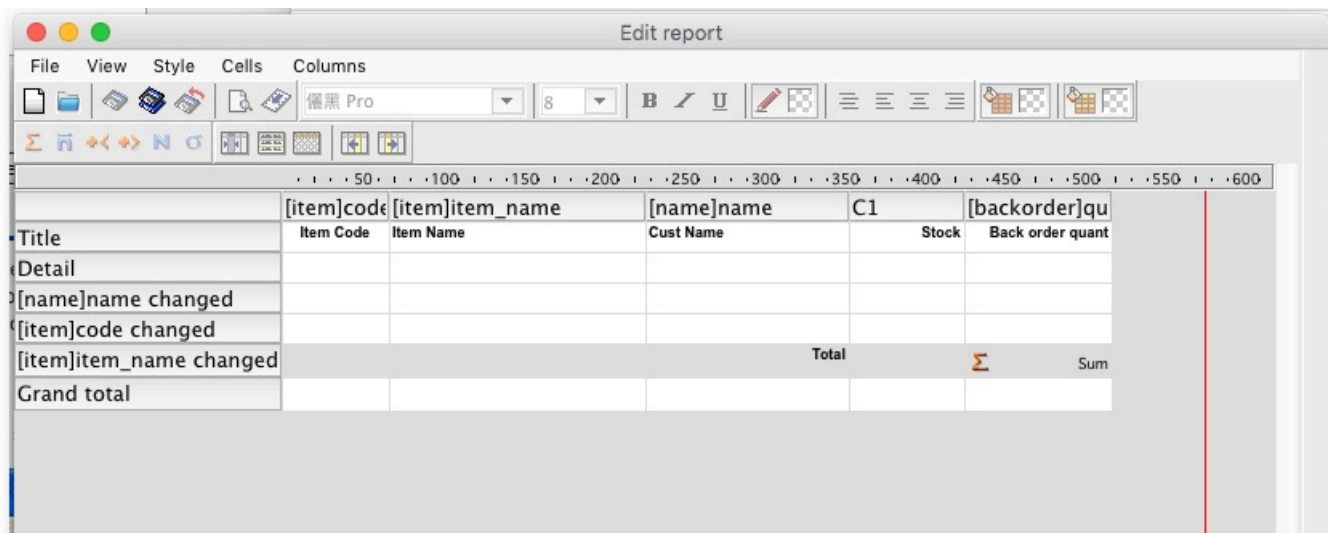 Edit report
File View Style Cells Columns
儷黑 Pro 8 B I U
Σ n N σ
50 100 150 200 250 300 350 400 450 500 550 600
[item]code [item]item_name [name]name C1 [backorder]qu
Title Item Code Item Name Cust Name Stock Back order quant
Detail
[name]name changed
[item]code changed
[item]item_name changed Total Σ Sum
Grand total